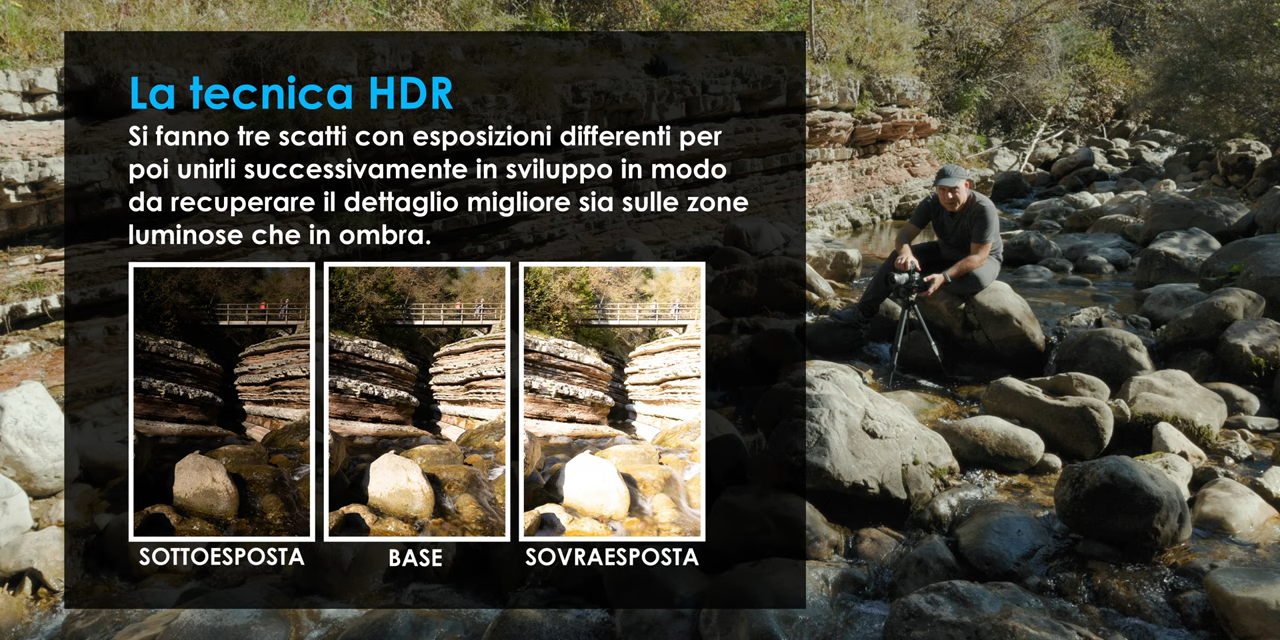 La tecnica HDR
Si fanno tre scatti con esposizioni differenti per
poi unirli successivamente in sviluppo in modo
da recuperare il dettaglio migliore sia sulle zone
luminose che in ombra.
SOTTOESPOSTA
BASE
SOVRAESPOSTA